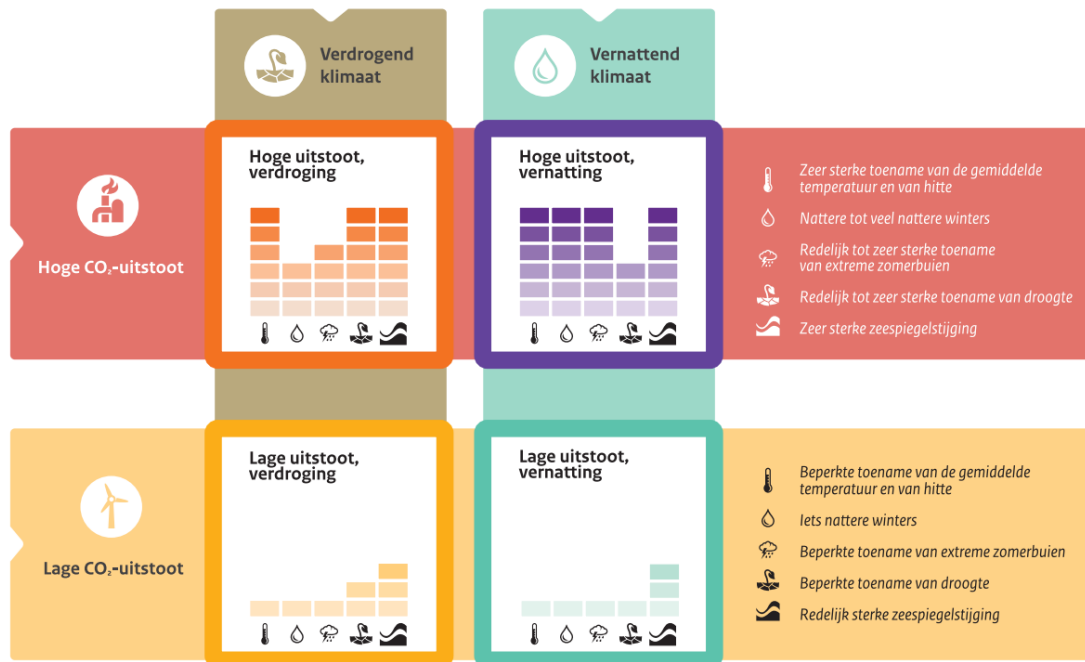 Verdrogend
klimaat
Vernattend
klimaat
Hoge CO₂-uitstoot
Hoge uitstoot,
verdroging
Hoge uitstoot,
vernatting
Zeer sterke toename van de gemiddelde
temperatuur en van hitte
Nattere tot veel nattere winters
Redelijk tot zeer sterke toename
van extreme zomerbuien
Redelijk tot zeer sterke toename van droogte
Zeer sterke zeespiegelstijging
Lage CO₂-uitstoot
Lage uitstoot,
verdroging
Lage uitstoot,
vernatting
Beperkte toename van de gemiddelde
temperatuur en van hitte
Iets nattere winters
Beperkte toename van extreme zomerbuien
Beperkte toename van droogte
Redelijk sterke zeespiegelstijging